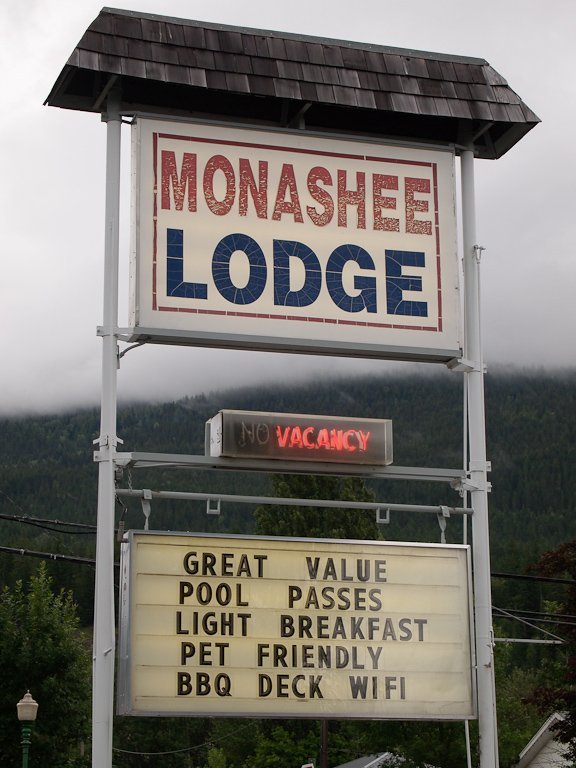 MONASHEE
LODGE
NO VACANCY
GREAT VALUE
POOL PASSES
LIGHT BREAKFAST
PET FRIENDLY
BBQ DECK WIFI